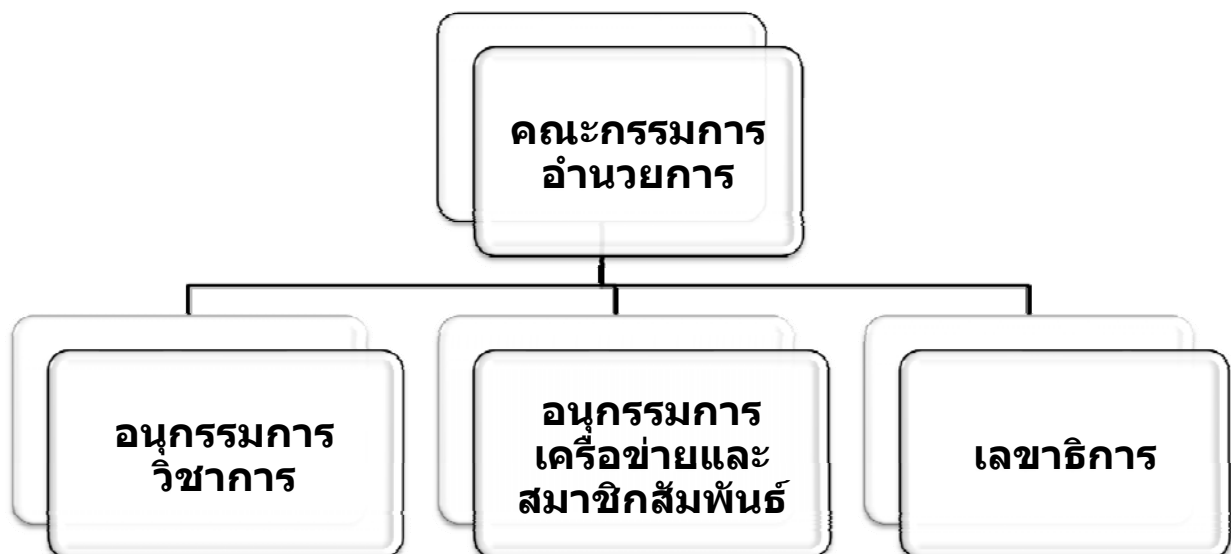 คณะกรรมการ
อำนวยการ
อนุกรรมการ
วิชาการ
อนุกรรมการ
เครือข่ายและ
สมาชิกสัมพันธ์
เลขาธิการ